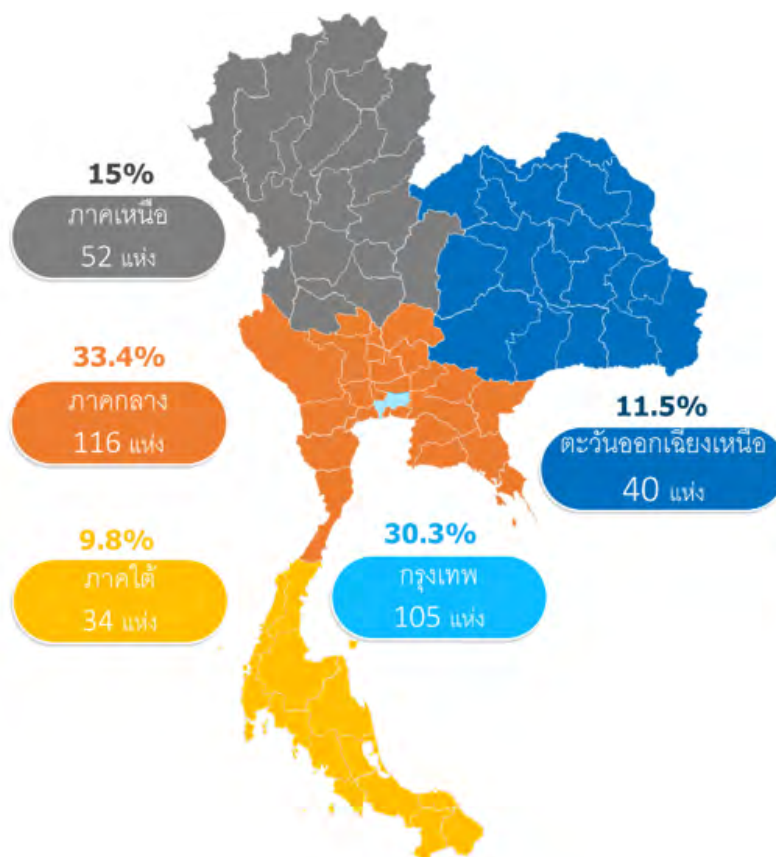 15%
ภาคเหนือ
52 แห่ง
33.4%
ภาคกลาง
116 แห่ง
11.5%
ตะวันออกเฉียงเหนือ
40 แห่ง
9.8%
ภาคใต้
34 แห่ง
30.3%
กรุงเทพ
105 แห่ง